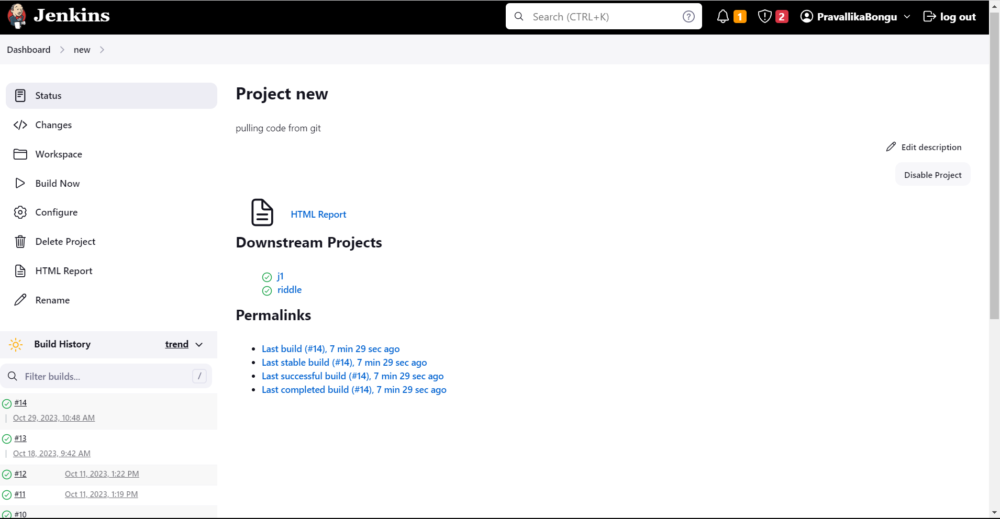 Jenkins
Search (CTRL+K)
?
1
2
PravallikaBongu
log out
Dashboard
new
Status
Changes
Workspace
Build Now
Configure
Delete Project
HTML Report
Rename
Build History
trend
Filter builds...
/
#14
Oct 29, 2023, 10:48 AM
#13
Oct 18, 2023, 9:42 AM
#12 Oct 11, 2023, 1:22 PM
#11 Oct 11, 2023, 1:19 PM
#10
Project new
pulling code from git
Edit description
Disable Project
HTML Report
Downstream Projects
j1
riddle
Permalinks
Last build (#14), 7 min 29 sec ago
Last stable build (#14), 7 min 29 sec ago
Last successful build (#14), 7 min 29 sec ago
Last completed build (#14), 7 min 29 sec ago